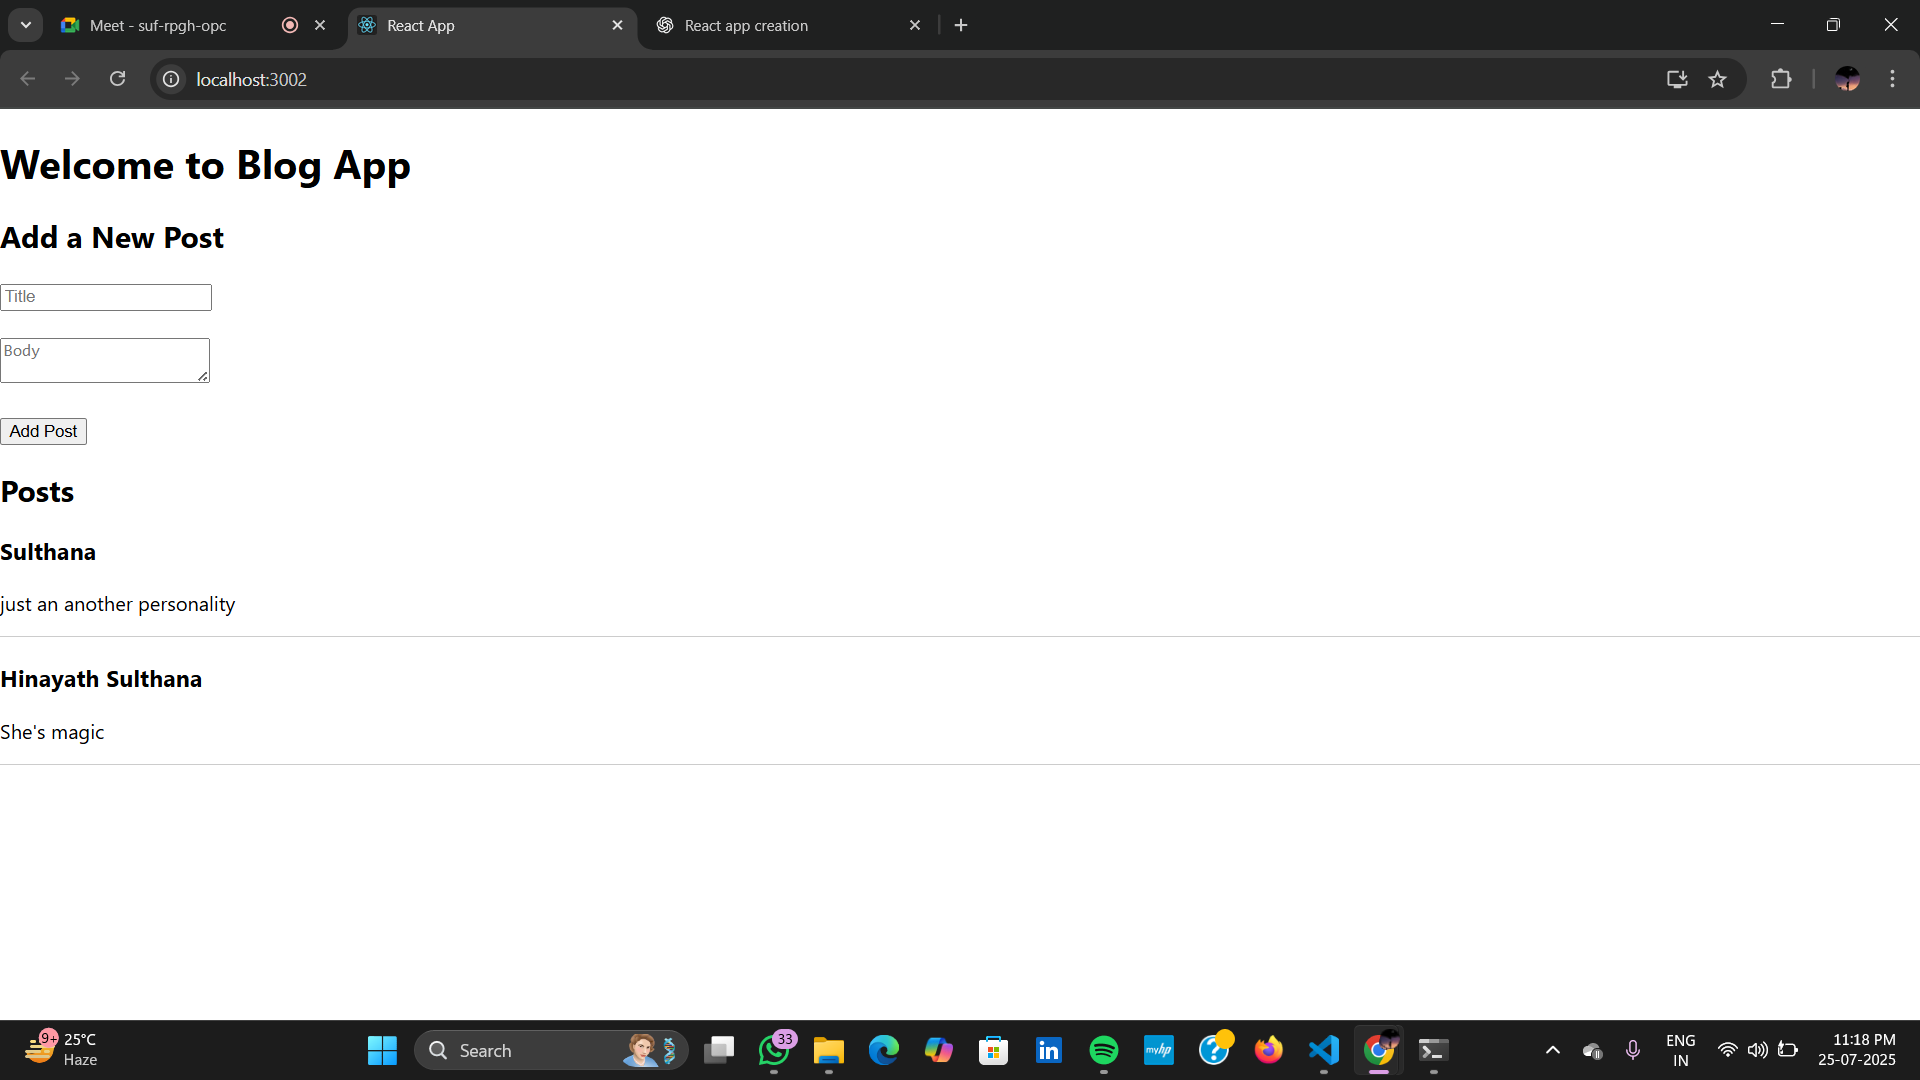 Meet - suf-rpgh-opc
React App
React app creation
localhost:3002
Welcome to Blog App
Add a New Post
Title
Body
Add Post
Posts
Sulthana
just an another personality
Hinayath Sulthana
She's magic
9+
25°C
Haze
Search
33
in
myhp
?
ENG
IN
11:18 PM
25-07-2025